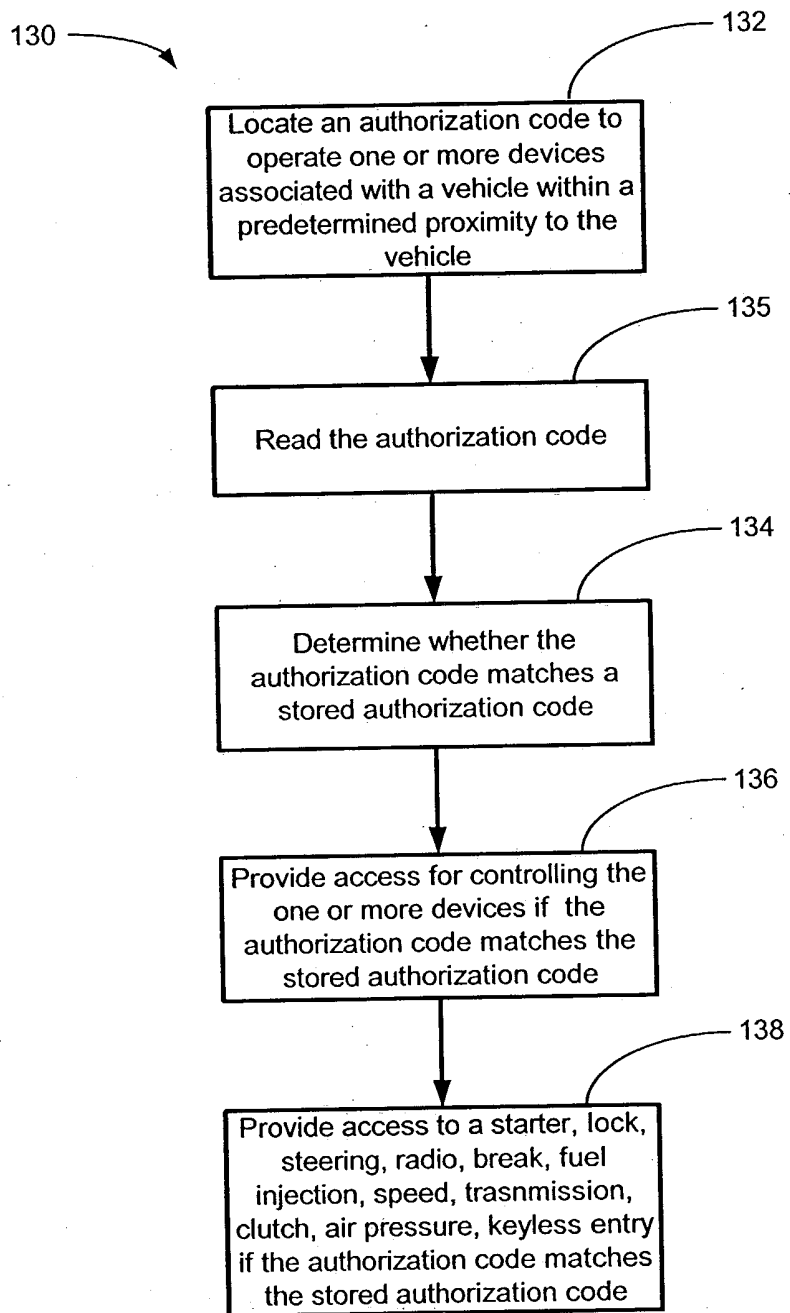 130
132
Locate an authorization code to
operate one or more devices
associated with a vehicle within a
predetermined proximity to the
vehicle
135
Read the authorization code
134
Determine whether the
authorization code matches a
stored authorization code
136
Provide access for controlling the
one or more devices if the
authorization code matches the
stored authorization code
138
Provide access to a starter, lock,
steering, radio, break, fuel
injection, speed, trasnmission,
clutch, air pressure, keyless entry
if the authorization code matches
the stored authorization code